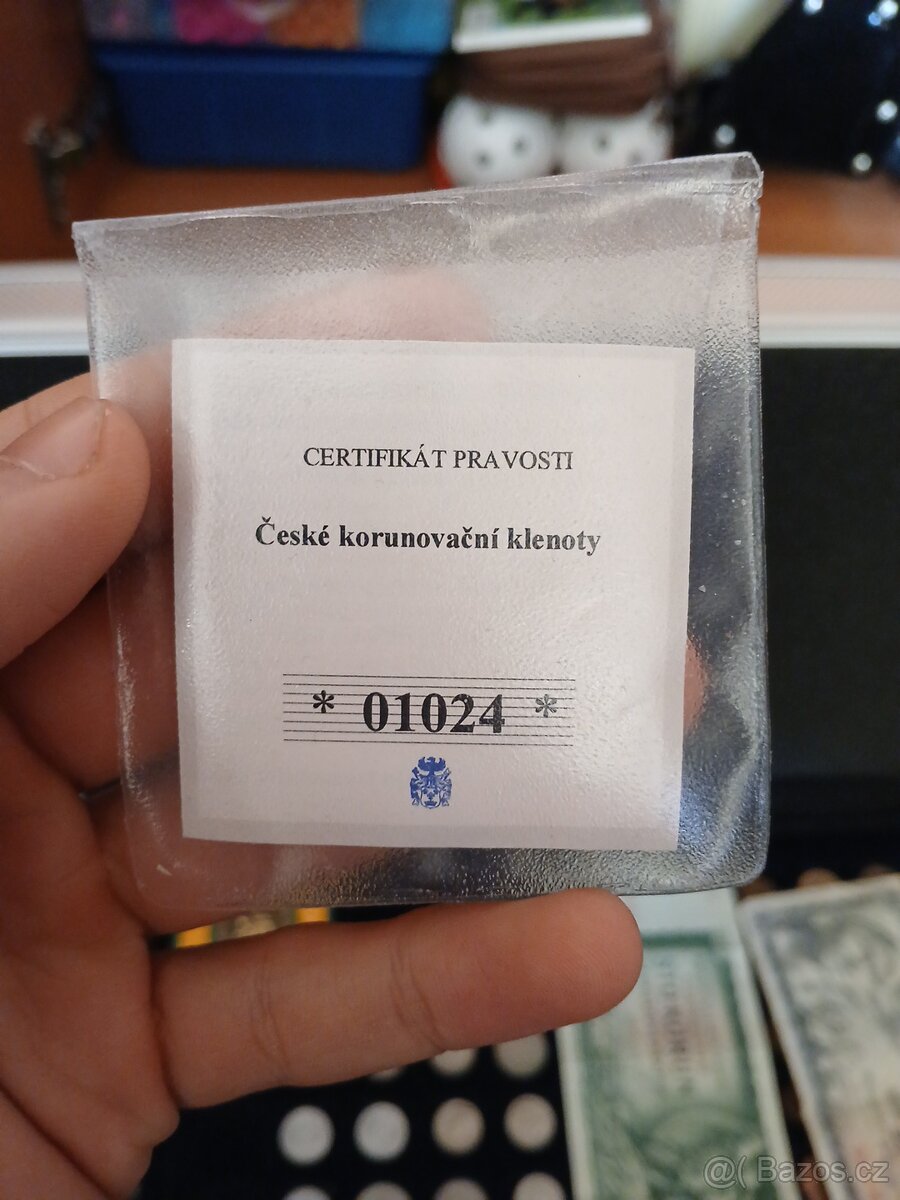 CERTIFIKÁT PRAVOSTI
České korunovační klenoty
* 01024 *
@( Bazos.cz